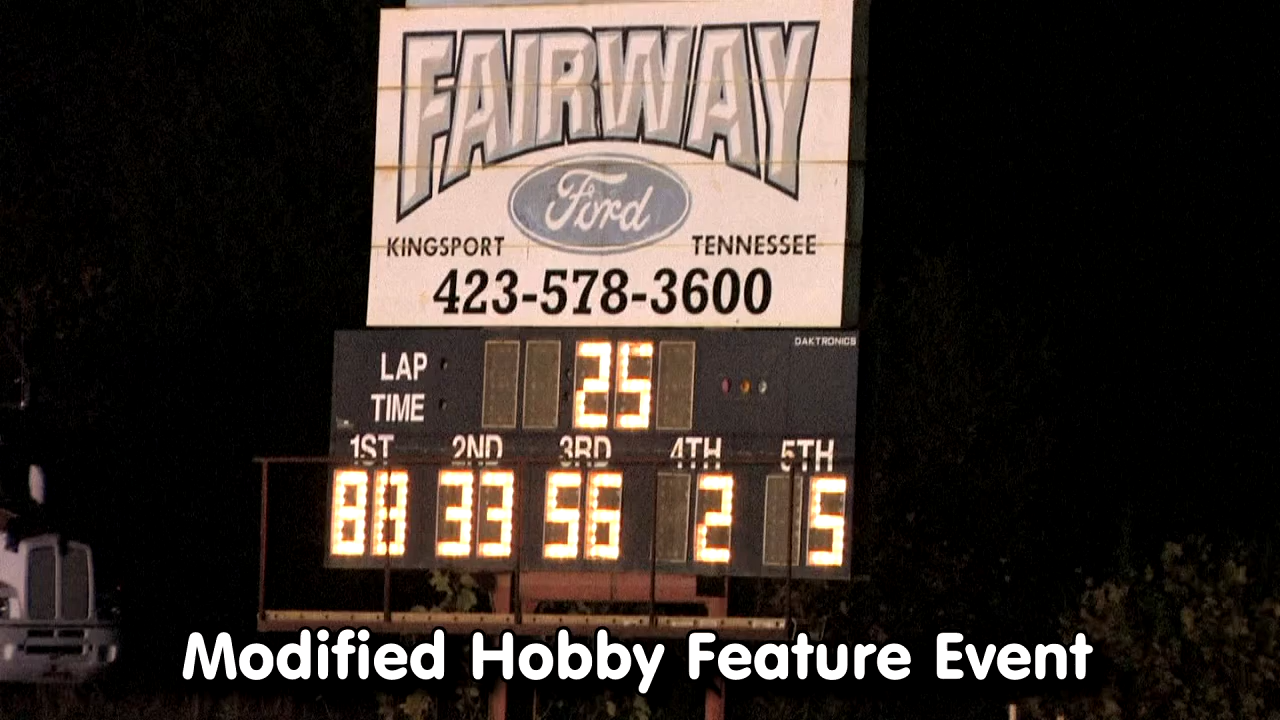 FAIRWAY
Ford
KINGSPORT TENNESSEE
423-578-3600
DAKTRONICS
LAP 25
TIME
1ST 2ND 3RD 4TH 5TH
88 33 56 2 5
Modified Hobby Feature Event